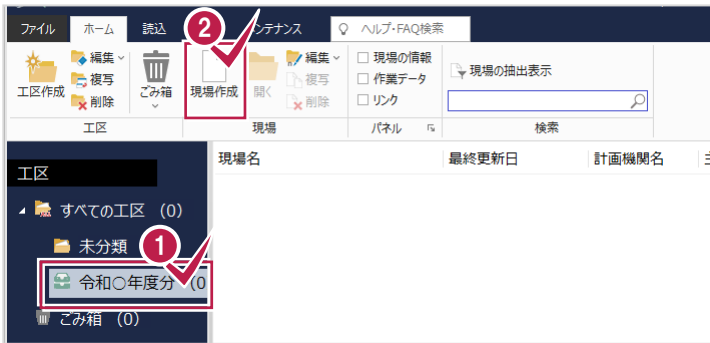 ファイル ホーム 読込 2 ンテナンス ヘルプ・FAQ検索
工区作成 編集 複写 削除 ごみ箱 現場作成 開く 編集 複写 削除 現場の情報 作業データ リンク 現場の抽出表示
工区 現場 パネル 検索
工区 現場名 最終更新日 計画機関名
すべての工区 (0)
未分類 1
令和○年度分 (0
ごみ箱 (0)